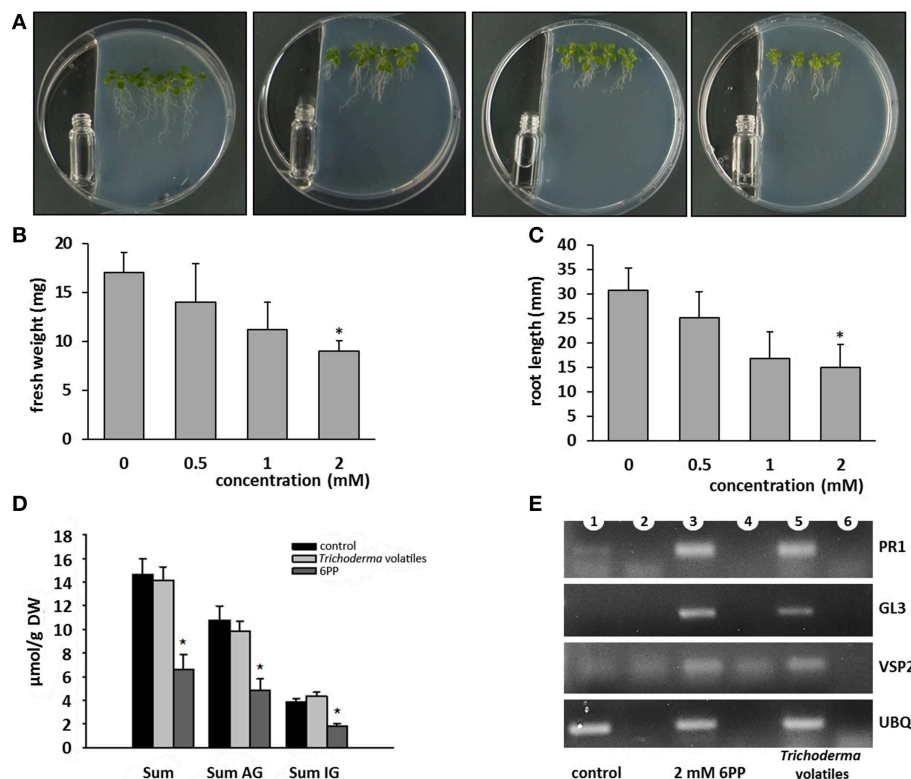 A
B
20
15
10
5
0
fresh weight (mg)
0 0.5 1 2
concentration (mM)
*
C
40
35
30
25
20
15
10
5
0
root length (mm)
0 0.5 1 2
concentration (mM)
*
D
18
16
14
12
10
8
6
4
2
0
µmol/g DW
control
Trichoderma volatiles
6PP
* * *
Sum Sum AG Sum IG
E
1 2 3 4 5 6
PR1
GL3
VSP2
UBQ
control 2 mM 6PP Trichoderma
volatiles